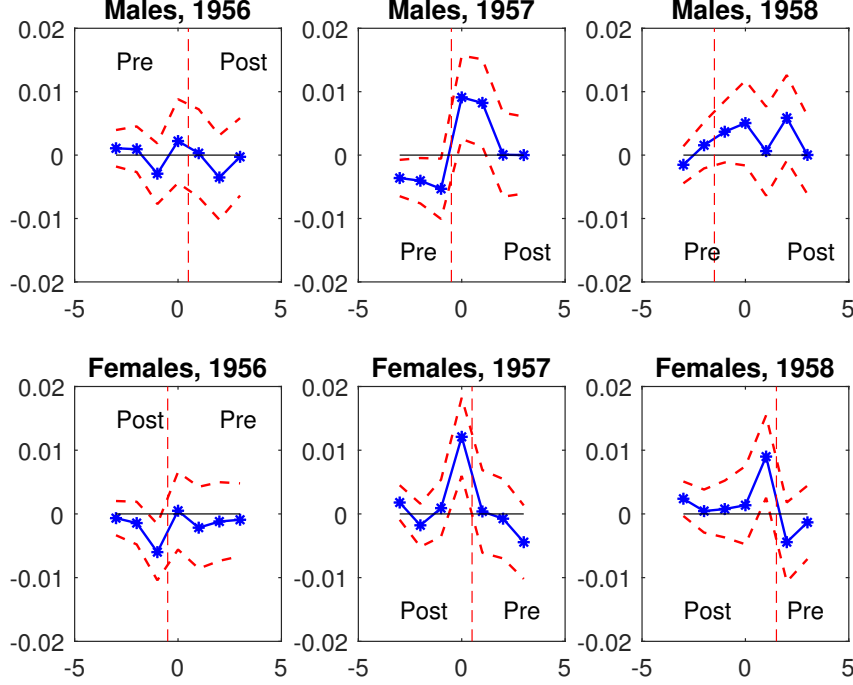 Males, 1956
Males, 1957
Males, 1958
0.02
0.01
0
-0.01
-0.02
Pre
Post
-5
0
5
0.02
0.01
0
-0.01
-0.02
Pre
Post
-5
0
5
0.02
0.01
0
-0.01
-0.02
Pre
Post
-5
0
5
Females, 1956
Females, 1957
Females, 1958
0.02
0.01
0
-0.01
-0.02
Post
Pre
-5
0
5
0.02
0.01
0
-0.01
-0.02
Post
Pre
-5
0
5
0.02
0.01
0
-0.01
-0.02
Post
Pre
-5
0
5